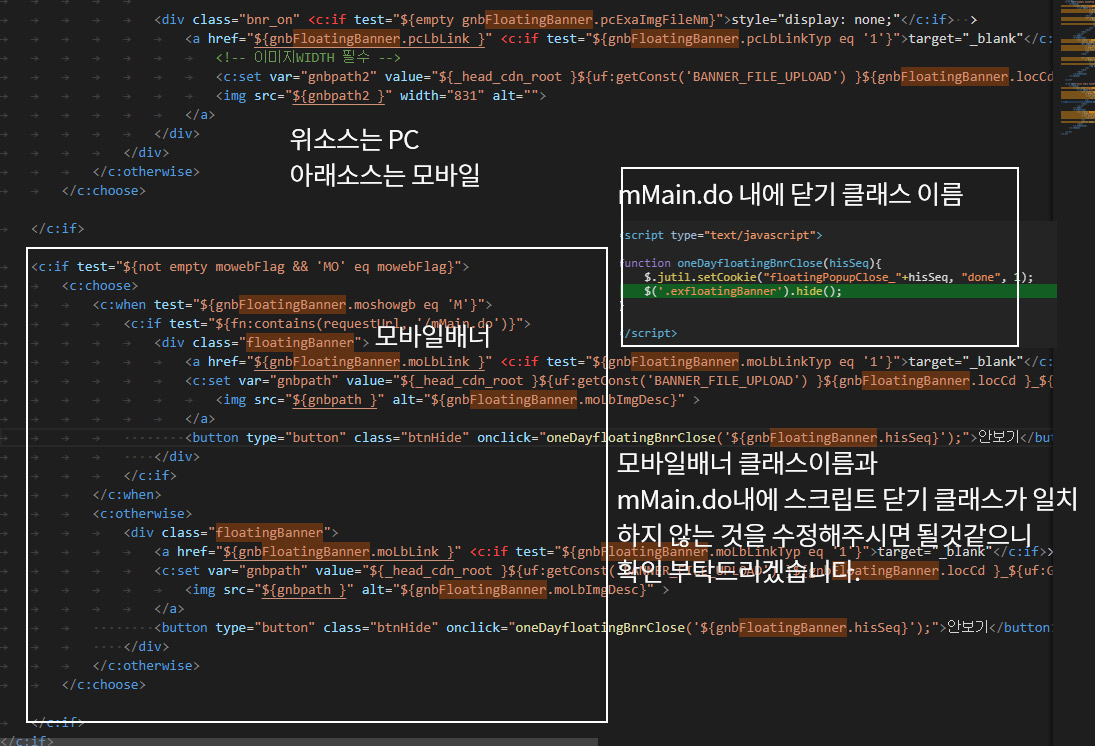 <div class="bnr_on" <c:if test="${empty gnbFloatingBanner.pcExaImgFileNm}">style="display: none;"</c:if> >
<a href="${gnbFloatingBanner.pcLbLink }" <c:if test="${gnbFloatingBanner.pcLbLinkTyp eq '1'}">target="_blank"</c:
<!-- 이미지WIDTH 필수 -->
<c:set var="gnbpath2" value="${_head_cdn_root }${uf:getConst('BANNER_FILE_UPLOAD') }${gnbFloatingBanner.locCd
<img src="${gnbpath2 }" width="831" alt="">
</a>
</div>
</div>
</c:otherwise>
</c:choose>
</c:if>
위소스는 PC
아래소스는 모바일
mMain.do 내에 닫기 클래스 이름
script type="text/javascript">
function oneDayfloatingBnrClose(hisSeq){
$.jutil.setCookie("floatingPopupClose_"+hisSeq, "done", 1);
$('.exfloatingBanner').hide();
}
/script>
<c:if test="${not empty mowebFlag && 'MO' eq mowebFlag}">
<c:choose>
<c:when test="${gnbFloatingBanner.moshowgb eq 'M'}">
<c:if test="${fn:contains(requestUrl, '/mMain.do')}">
<div class="floatingBanner"> 모바일배너
<a href="${gnbFloatingBanner.moLbLink }" <c:if test="${gnbFloatingBanner.moLbLinkTyp eq '1'}">target="_blank"</c:
<c:set var="gnbpath" value="${_head_cdn_root }${uf:getConst('BANNER_FILE_UPLOAD') }${gnbFloatingBanner.locCd }_${
<img src="${gnbpath }" alt="${gnbFloatingBanner.moLbImgDesc}" >
</a>
<button type="button" class="btnHide" onclick="oneDayfloatingBnrClose('${gnbFloatingBanner.hisSeq}');">안보기</but
</div>
</c:if>
</c:when>
<c:otherwise>
<div class="floatingBanner">
<a href="${gnbFloatingBanner.moLbLink }" <c:if test="${gnbFloatingBanner.moLbLinkTyp eq '1'}">target="_blank"</c:if>>
<c:set var="gnbpath" value="${_head_cdn_root }${uf:getConst('BANNER_FILE_UPLOAD') }${gnbFloatingBanner.locCd }_${uf:G
<img src="${gnbpath }" alt="${gnbFloatingBanner.moLbImgDesc}" >
</a>
<button type="button" class="btnHide" onclick="oneDayfloatingBnrClose('${gnbFloatingBanner.hisSeq}');">안보기</button
</div>
</c:otherwise>
</c:choose>
</c:if>
</c:if>
모바일배너 클래스이름과
mMain.do내에 스크립트 닫기 클래스가 일치
하지 않는 것을 수정해주시면 될것같으니
확인 부탁드리겠습니다.